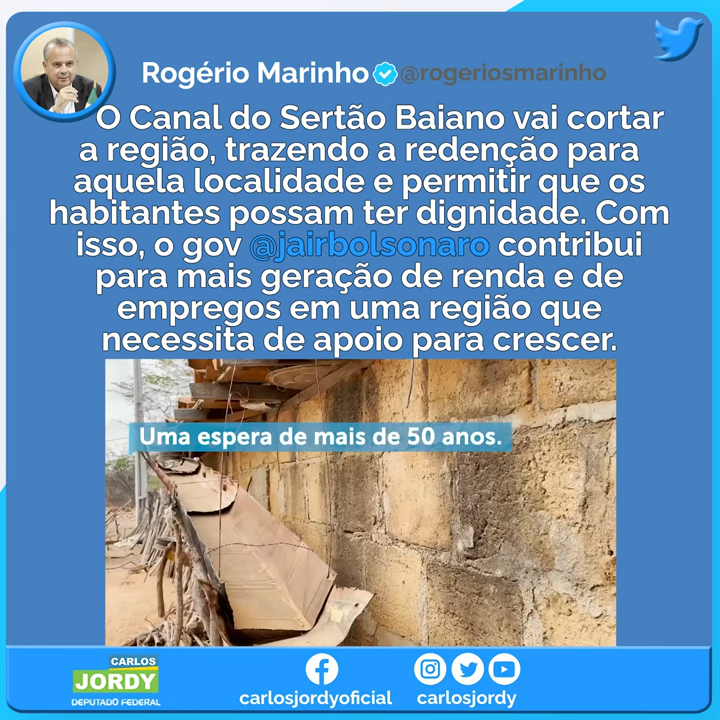 Rogério Marinho @rogeriosmarinho
O Canal do Sertão Baiano vai cortar
a região, trazendo a redenção para
aquela localidade e permitir que os
habitantes possam ter dignidade. Com
isso, o gov @jairbolsonaro contribui
para mais geração de renda e de
empregos em uma região que
necessita de apoio para crescer.
Uma espera de mais de 50 anos.
CARLOS
JORDY
DEPUTADO FEDERAL
carlosjordyoficial
carlosjordy